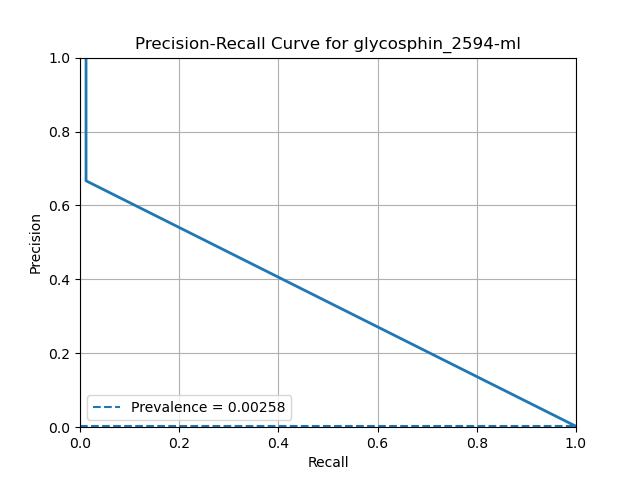 Precision-Recall Curve for glycosphin_2594-ml
1.0
0.8
0.6
0.4
0.2
0.0
Precision
Prevalence = 0.00258
0.0 0.2 0.4 0.6 0.8 1.0
Recall